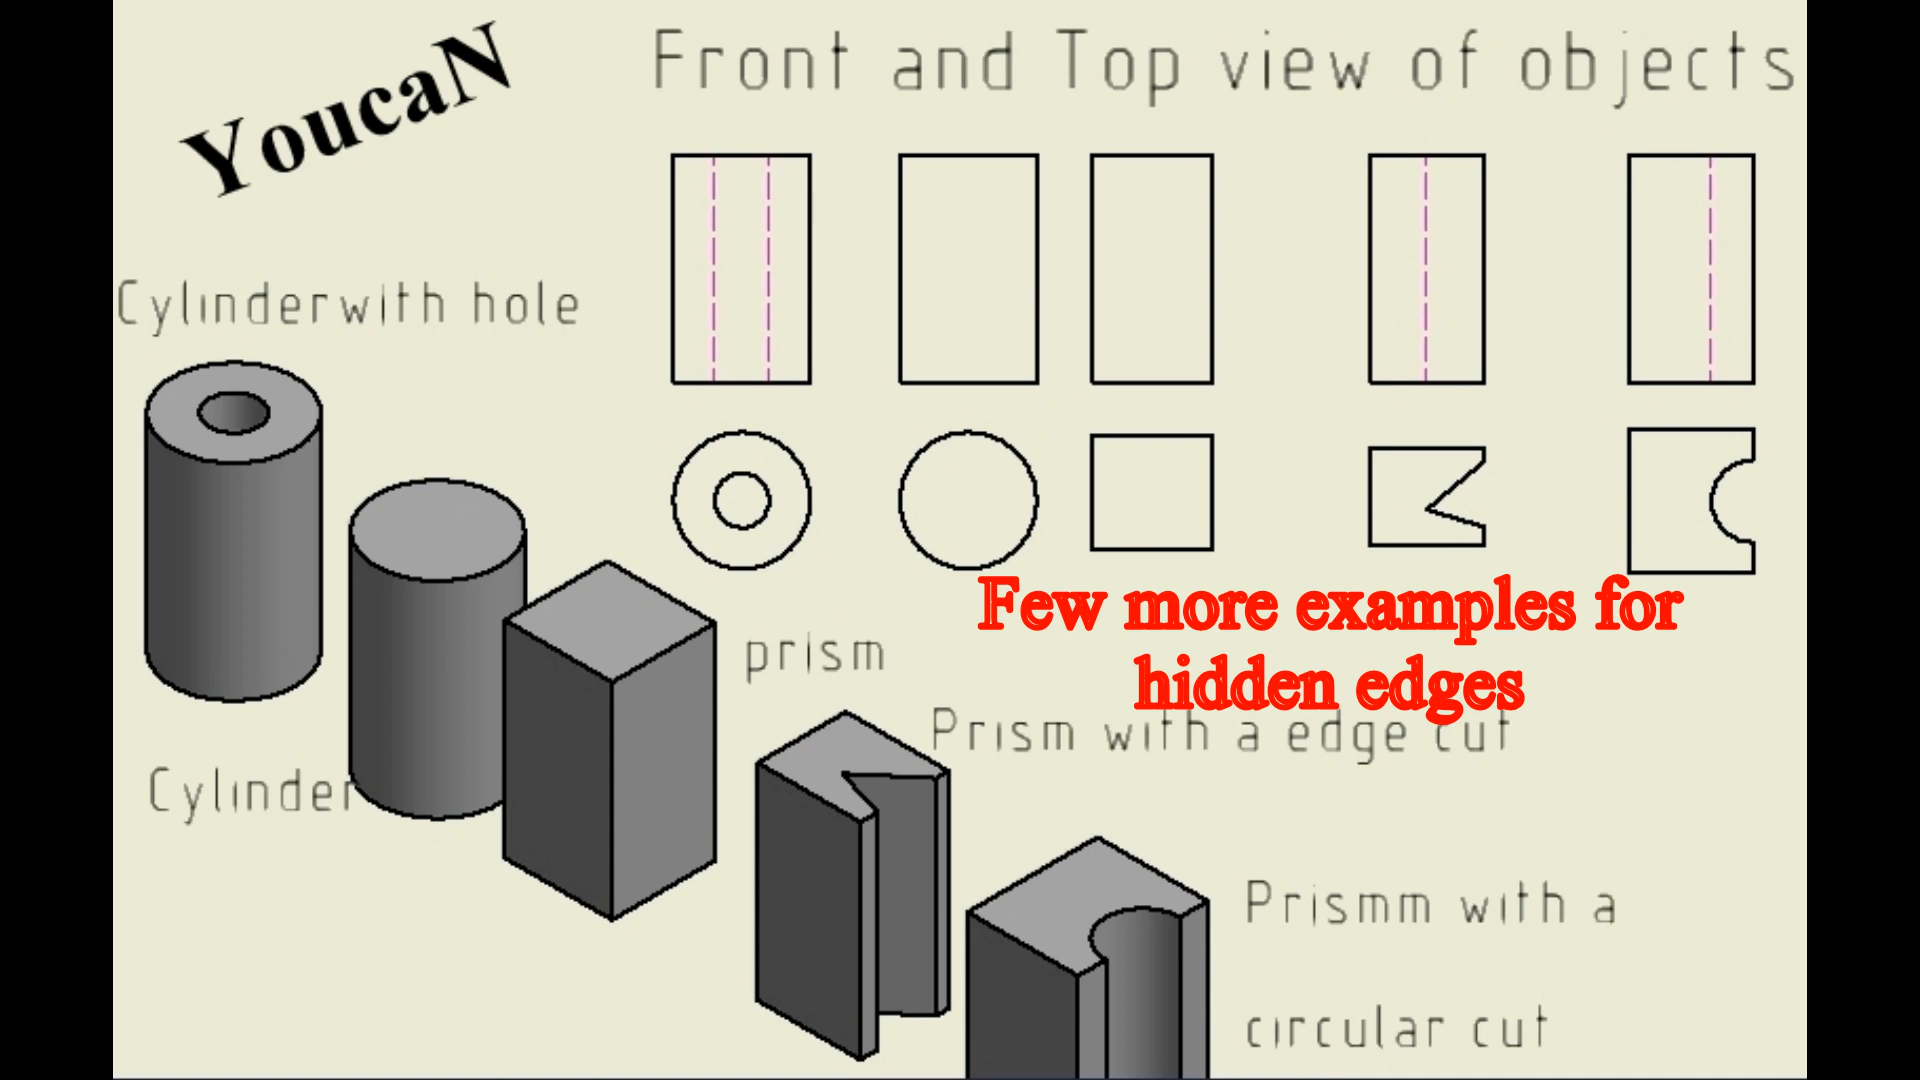 YoucaN
Front and Top view of objects
Cylinderwith hole
Few more examples for
hidden edges
prism
Prism with a edge cut
Cylinder
Prismm with a
circular cut